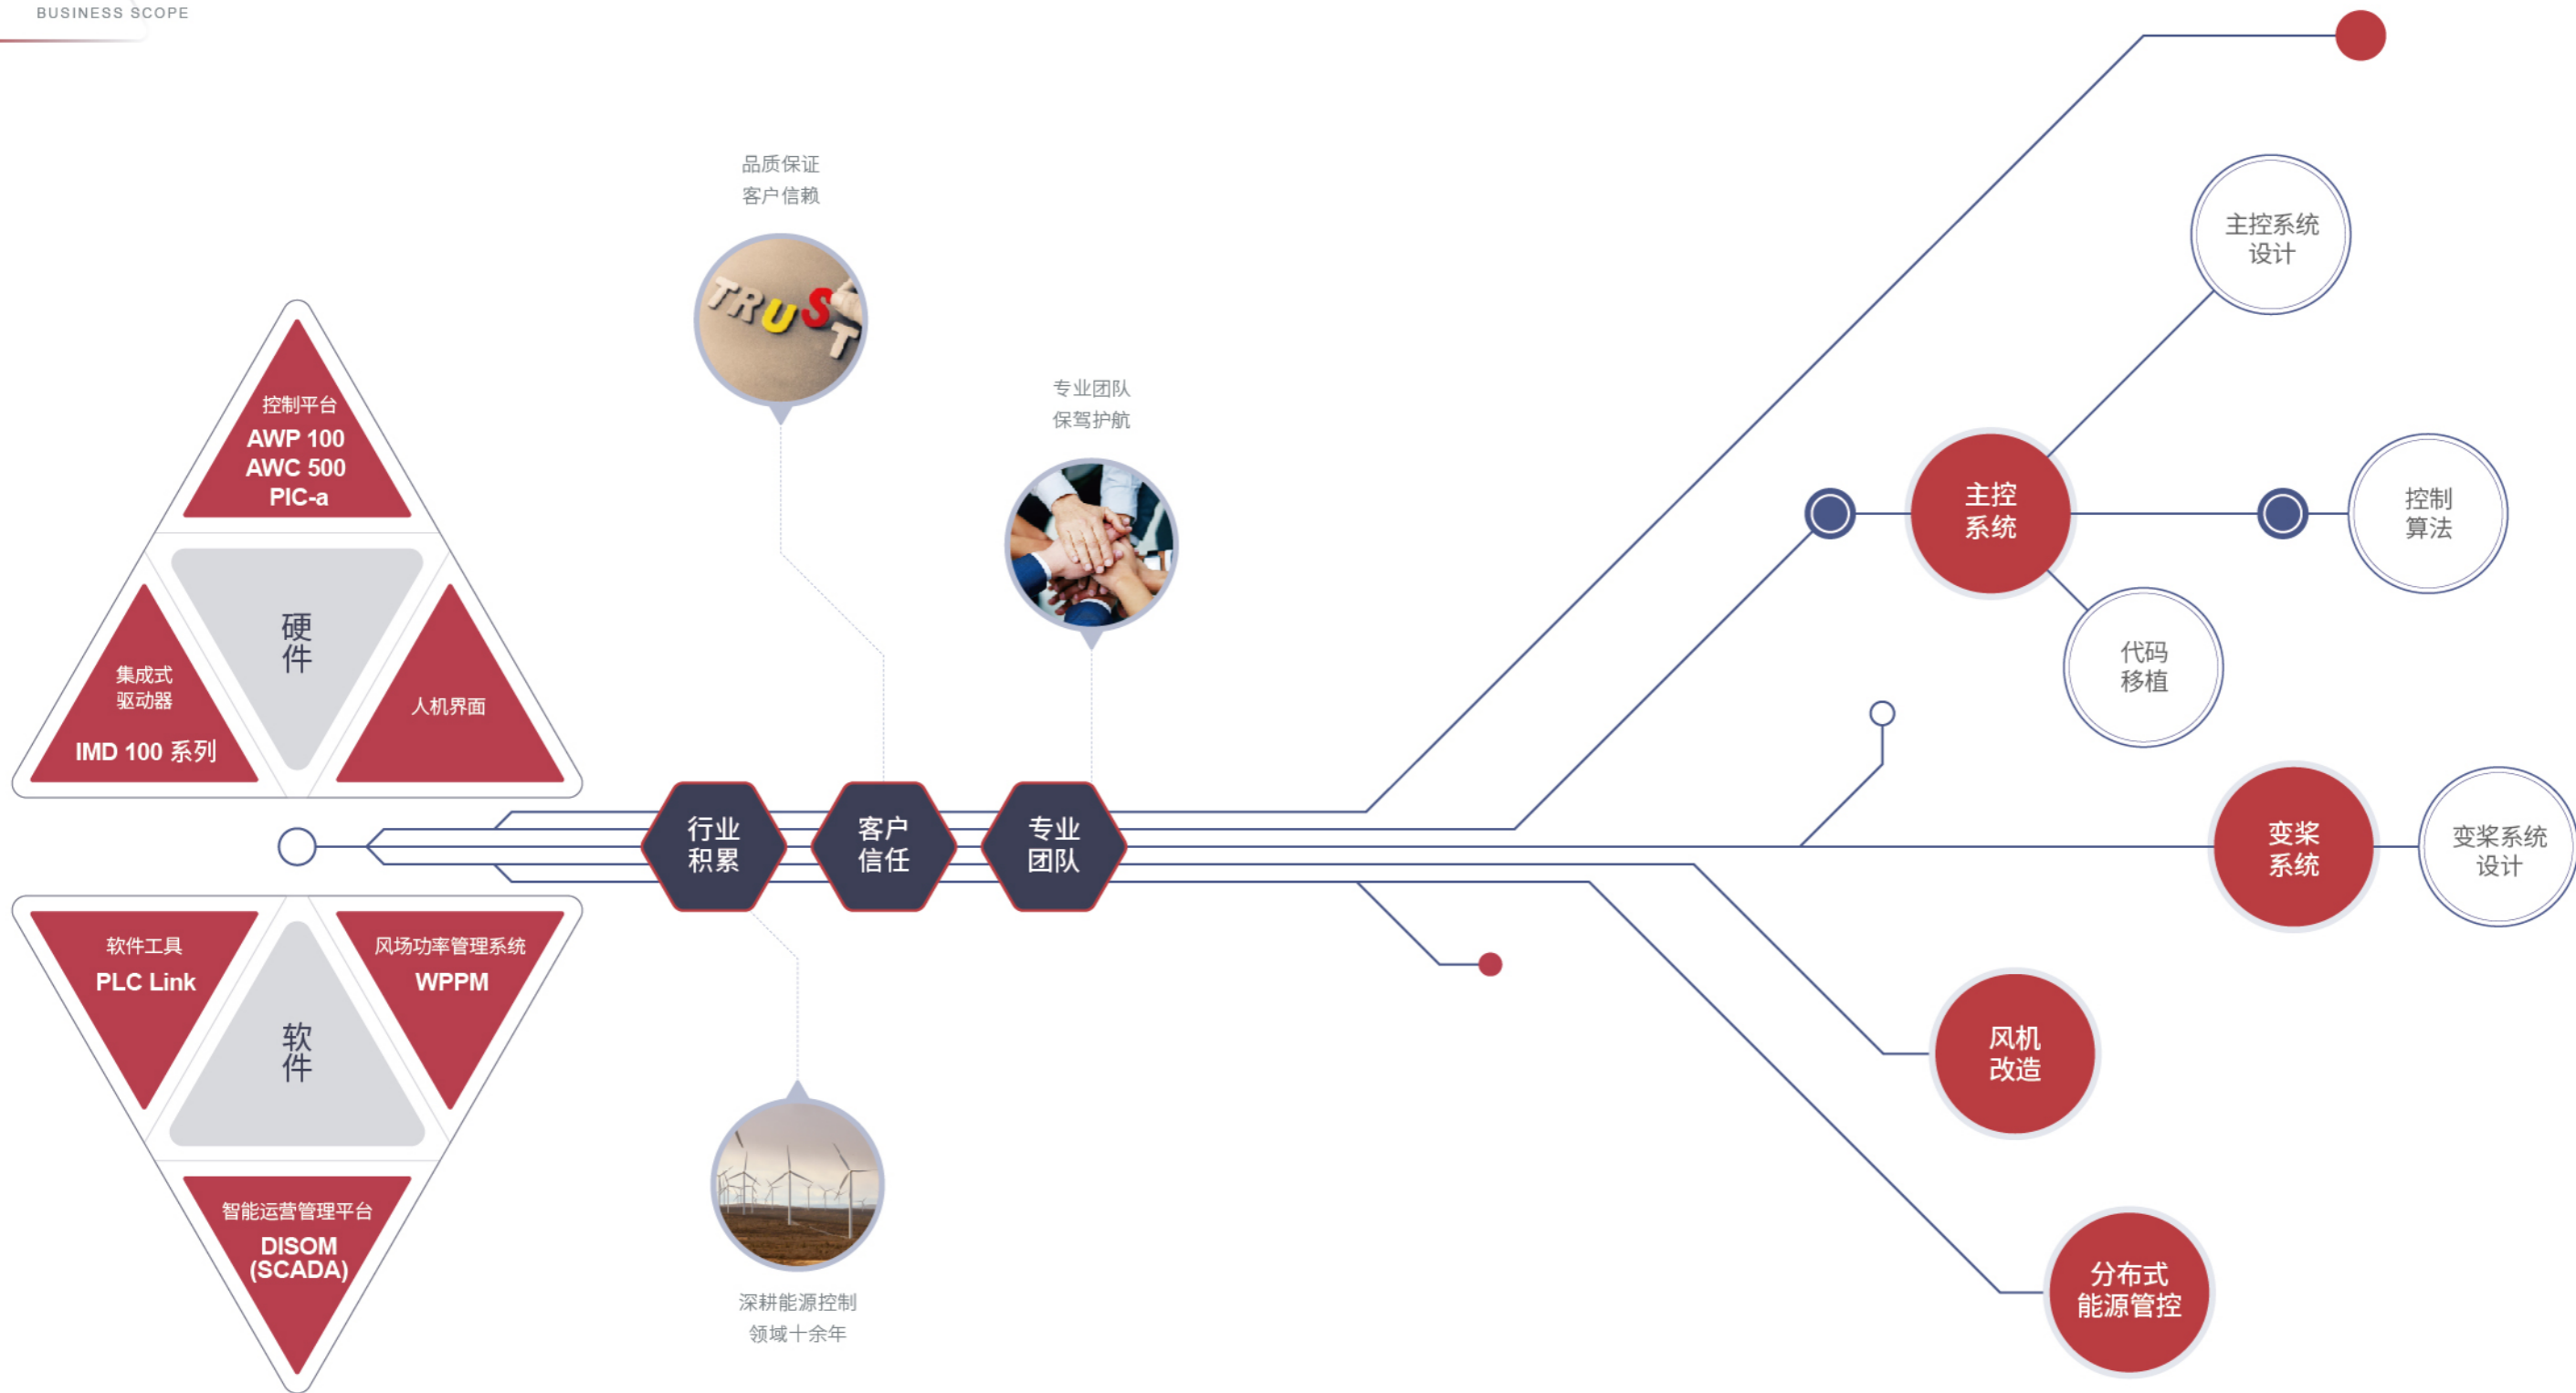 BUSINESS SCOPE
品质保证
客户信赖
TRUST
专业团队
保驾护航
控制平台
AWP 100
AWC 500
PIC-a
硬
件
集成式
驱动器
IMD 100 系列
人机界面
行业
积累
客户
信任
专业
团队
软件工具
PLC Link
风场功率管理系统
WPPM
软
件
智能运营管理平台
DISOM
(SCADA)
深耕能源控制
领域十余年
主控系统
设计
主控
系统
控制
算法
代码
移植
变桨
系统
变桨系统
设计
风机
改造
分布式
能源管控